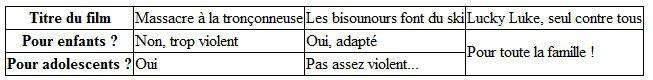 Titre du film Massacre à la tronçonneuse Les bisounours font du ski Lucky Luke, seul contre tous
Pour enfants ? Non, trop violent Oui, adapté Pour toute la famille !
Pour adolescents ? Oui Pas assez violent...